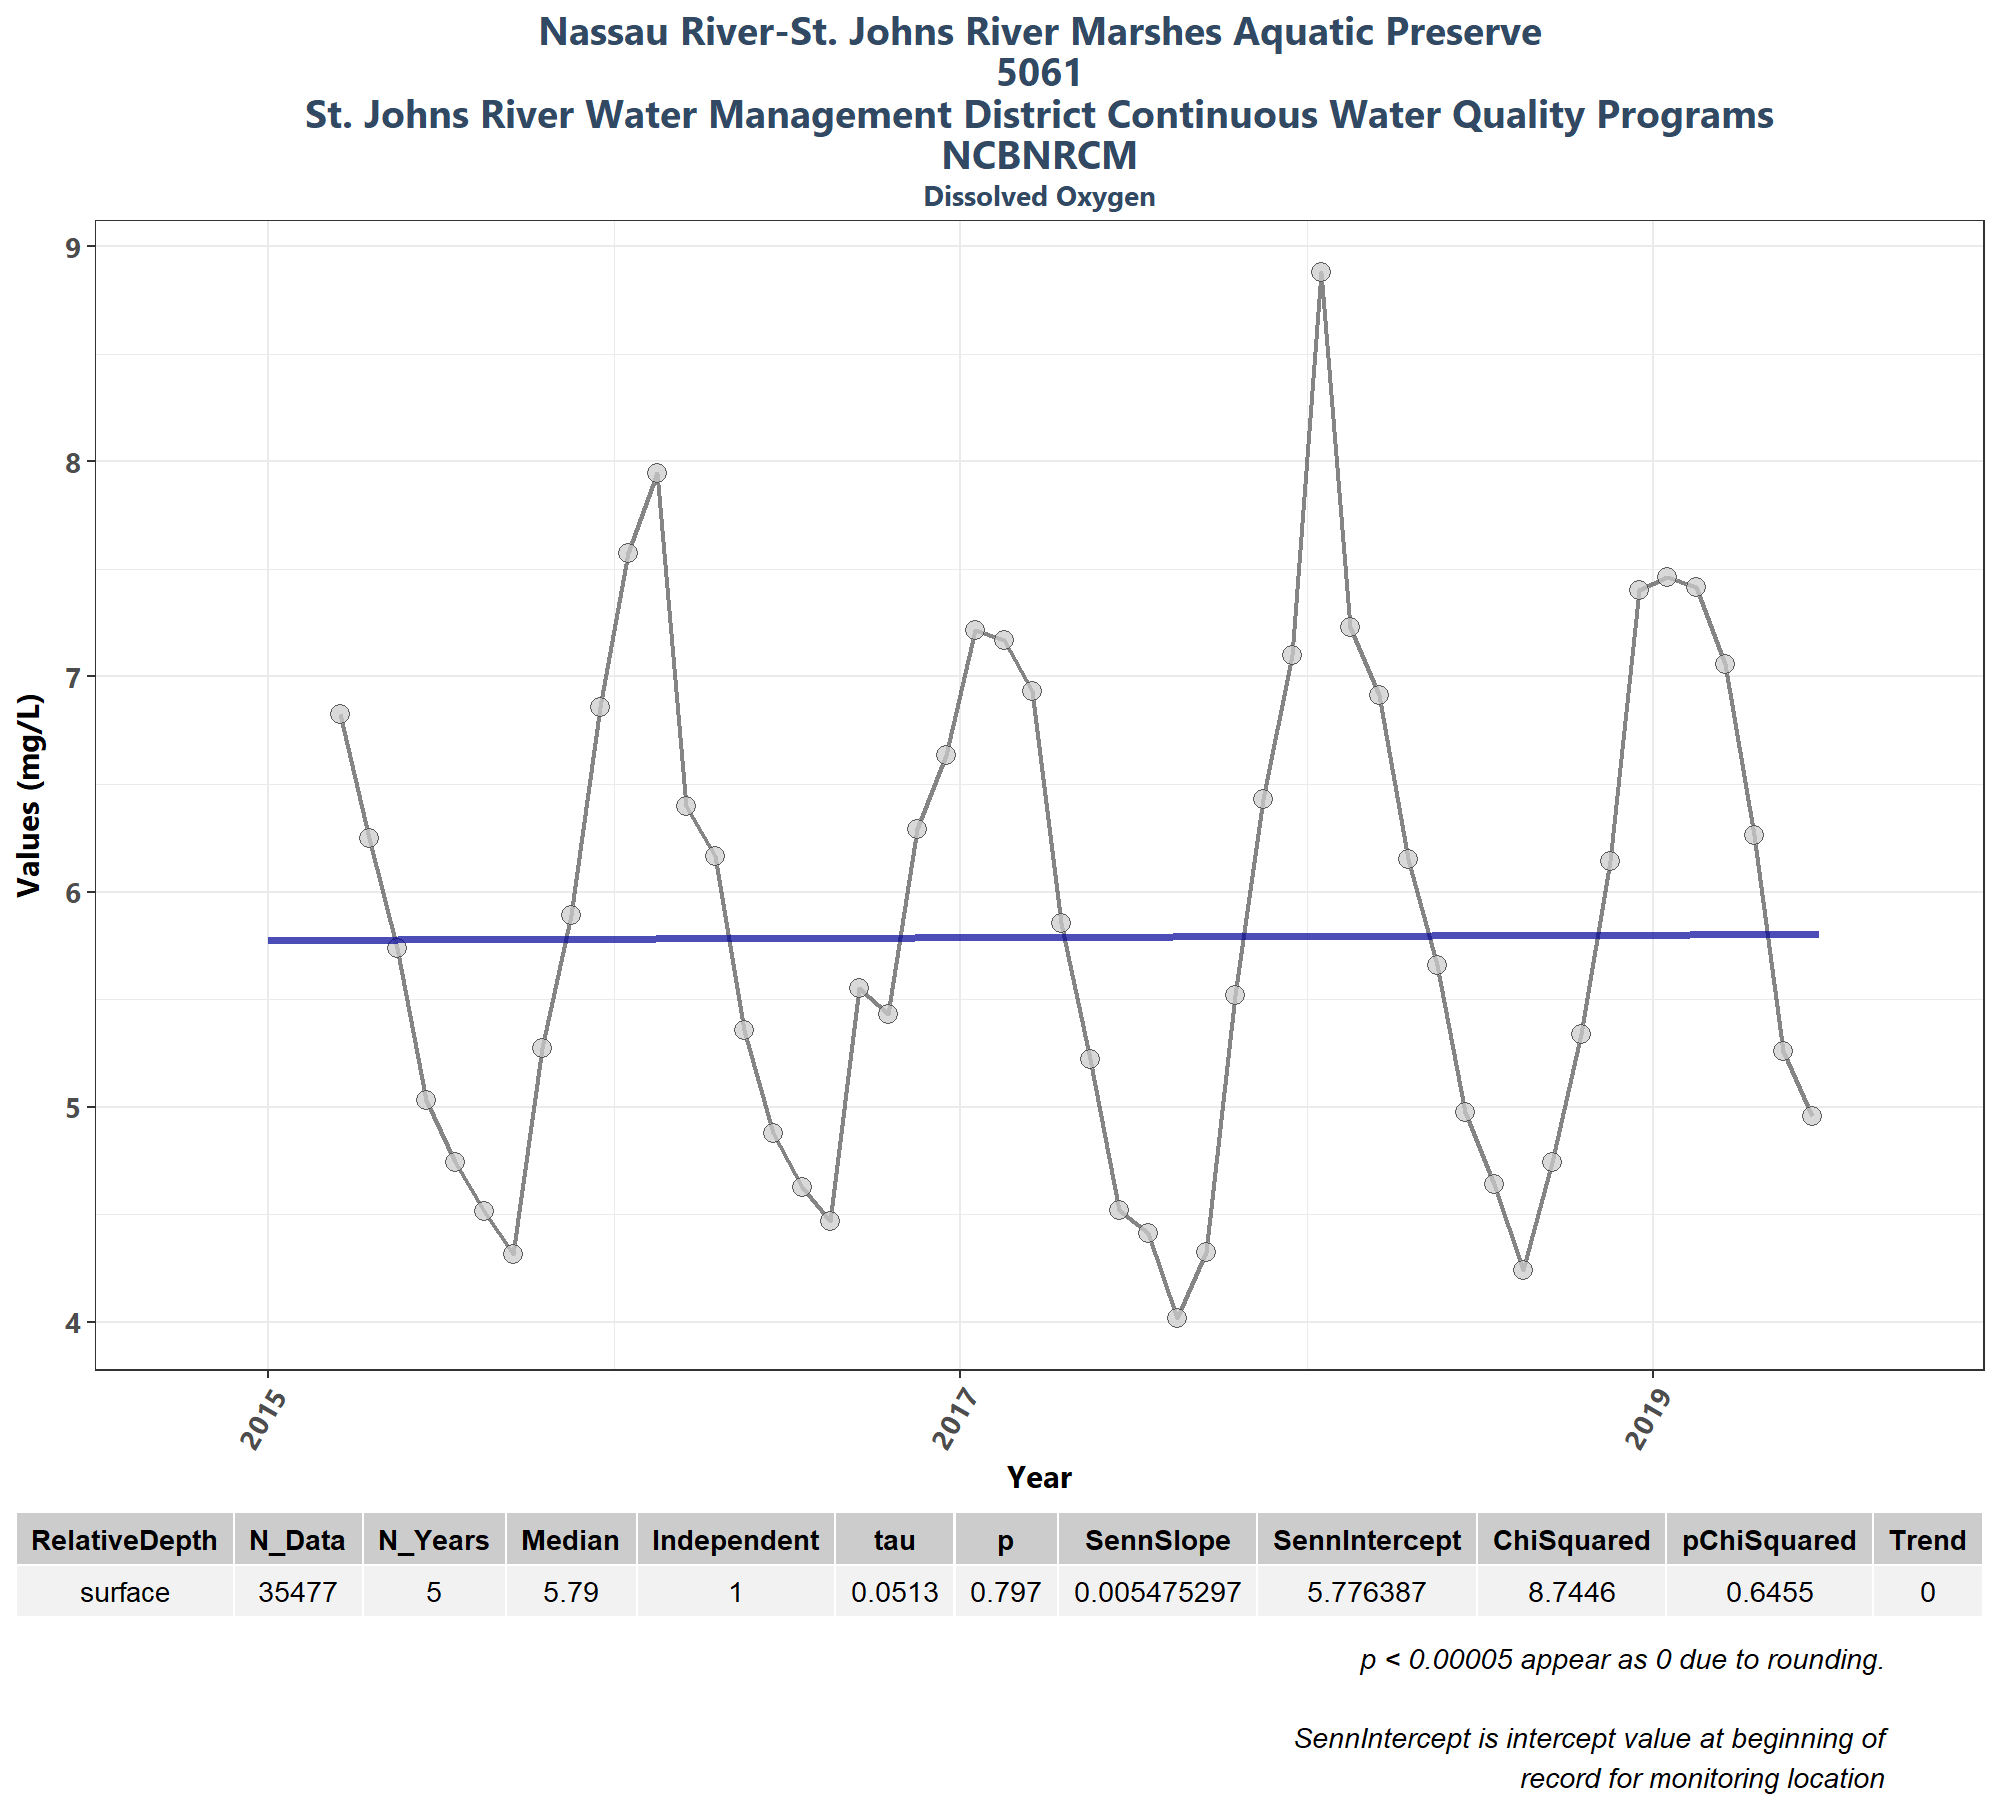 Nassau River-St. Johns River Marshes Aquatic Preserve
5061
St. Johns River Water Management District Continuous Water Quality Programs
NCBNRCM
Dissolved Oxygen
9
8
7
6
5
4
Values (mg/L)
2015 2017 2019
Year
RelativeDepth N_Data N_Years Median Independent tau p SennSlope SennIntercept ChiSquared pChiSquared Trend
surface 35477 5 5.79 1 0.0513 0.797 0.005475297 5.776387 8.7446 0.6455 0
p < 0.00005 appear as 0 due to rounding.
SennIntercept is intercept value at beginning of
record for monitoring location